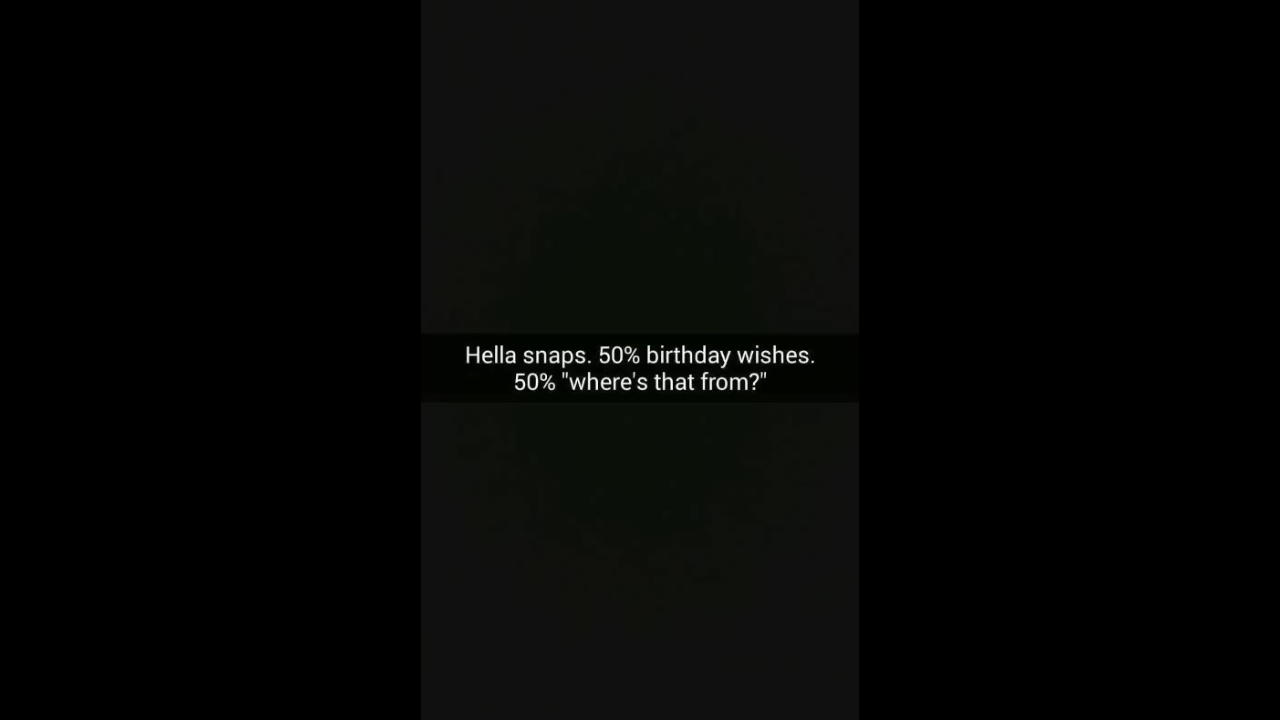 Hella snaps. 50% birthday wishes.
50% "where's that from?"